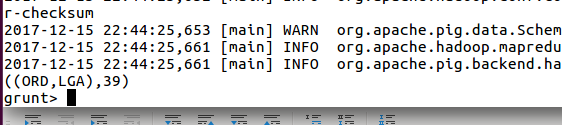 r-checksum
2017-12-15 22:44:25,653 [main] WARN  org.apache.pig.data.Schem
2017-12-15 22:44:25,661 [main] INFO  org.apache.hadoop.mapredu
2017-12-15 22:44:25,661 [main] INFO  org.apache.pig.backend.ha
((ORD,LGA),39)
grunt>